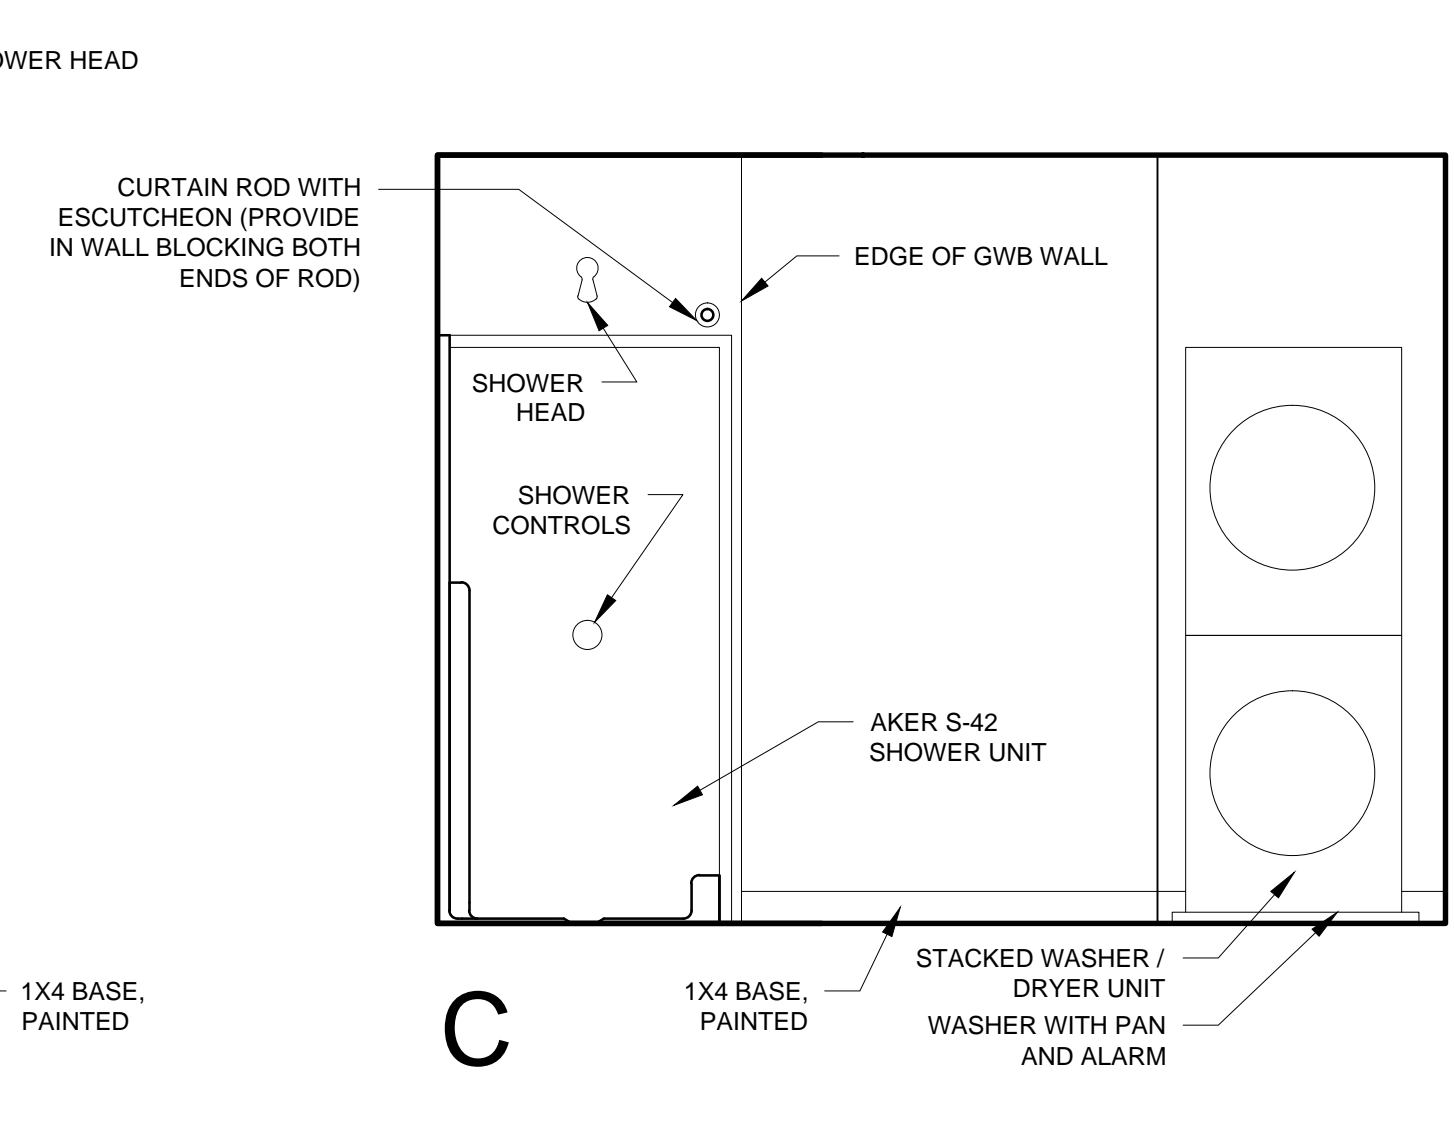 HEAD
CURTAIN ROD WITH
ESCUTCHEON (PROVIDE
IN WALL BLOCKING BOTH
ENDS OF ROD)
EDGE OF GWB WALL
SHOWER
HEAD
SHOWER
CONTROLS
AKER S-42
SHOWER UNIT
STACKED WASHER /
DRYER UNIT
WASHER WITH PAN
AND ALARM
1X4 BASE,
PAINTED
1X4 BASE,
PAINTED
C